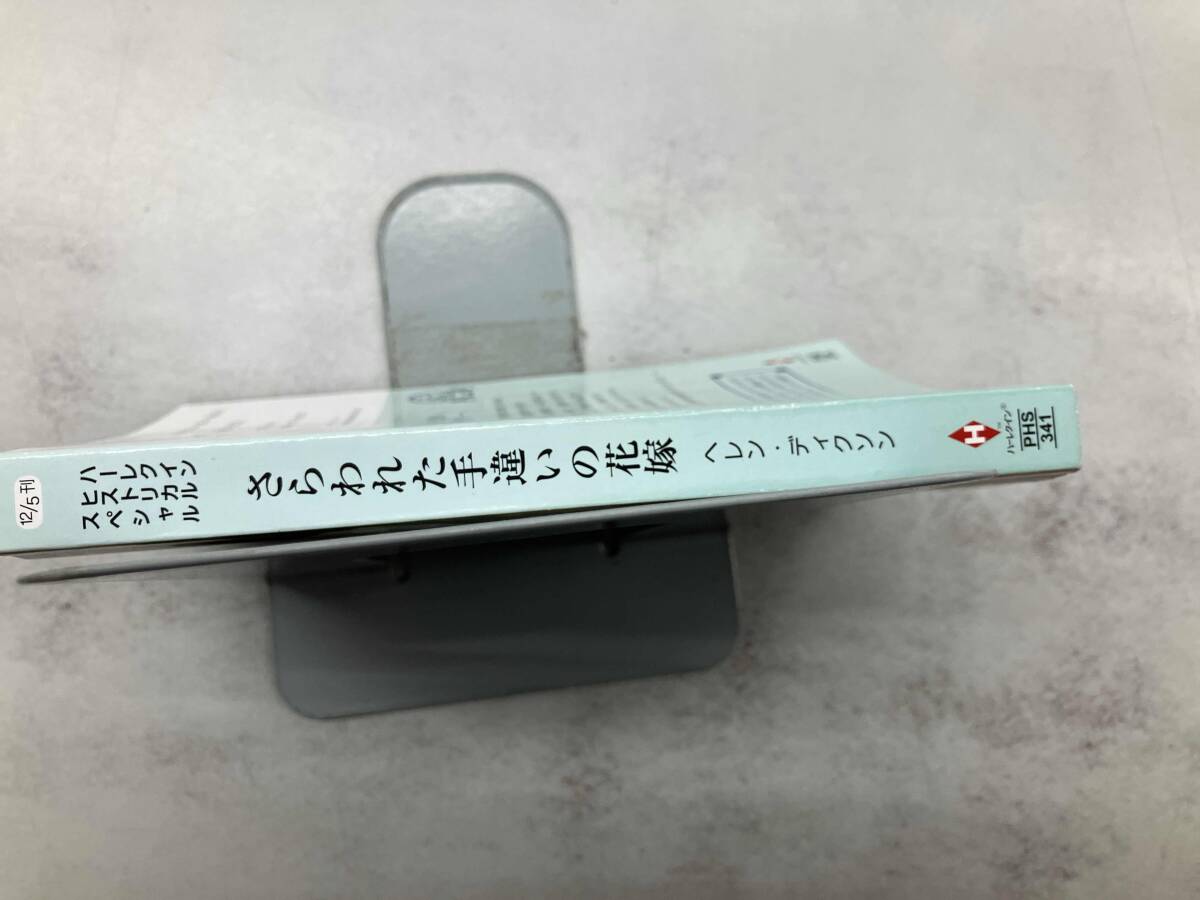 12/5刊
ハーレクイン
ヒストリカル
スペシャル
さらわれた手違いの花嫁
ヘレン・ディクソン
H
ハーレクイン®
PHS
341